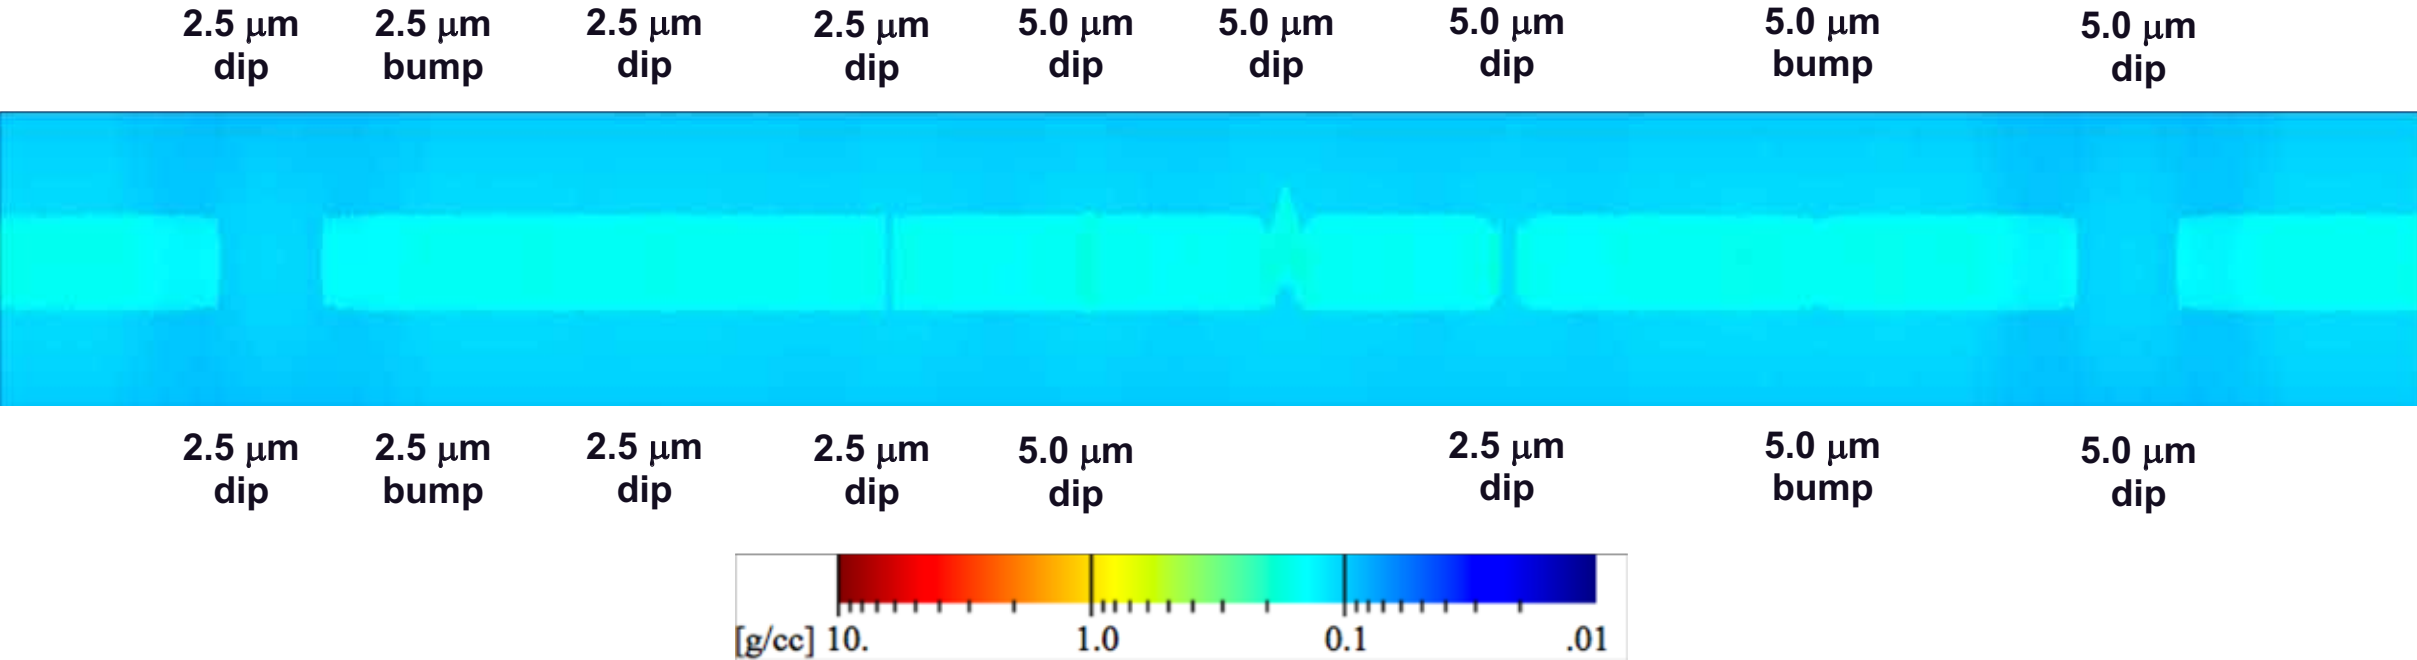 2.5 μm 2.5 μm 2.5 μm 2.5 μm 5.0 μm 5.0 μm 5.0 μm 5.0 μm 5.0 μm
dip bump dip dip dip dip dip bump dip
2.5 μm 2.5 μm 2.5 μm 2.5 μm 5.0 μm 2.5 μm 5.0 μm 5.0 μm
dip bump dip dip dip dip bump dip
[g/cc] 10. 1.0 0.1 .01